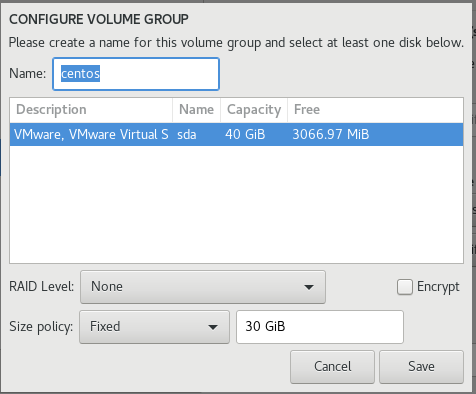 CONFIGURE VOLUME GROUP
Please create a name for this volume group and select at least one disk below.
Name: centos
Description Name Capacity Free
VMware, VMware Virtual S sda 40 GiB 3066.97 MiB
RAID Level: None Encrypt
Size policy: Fixed 30 GiB
Cancel Save